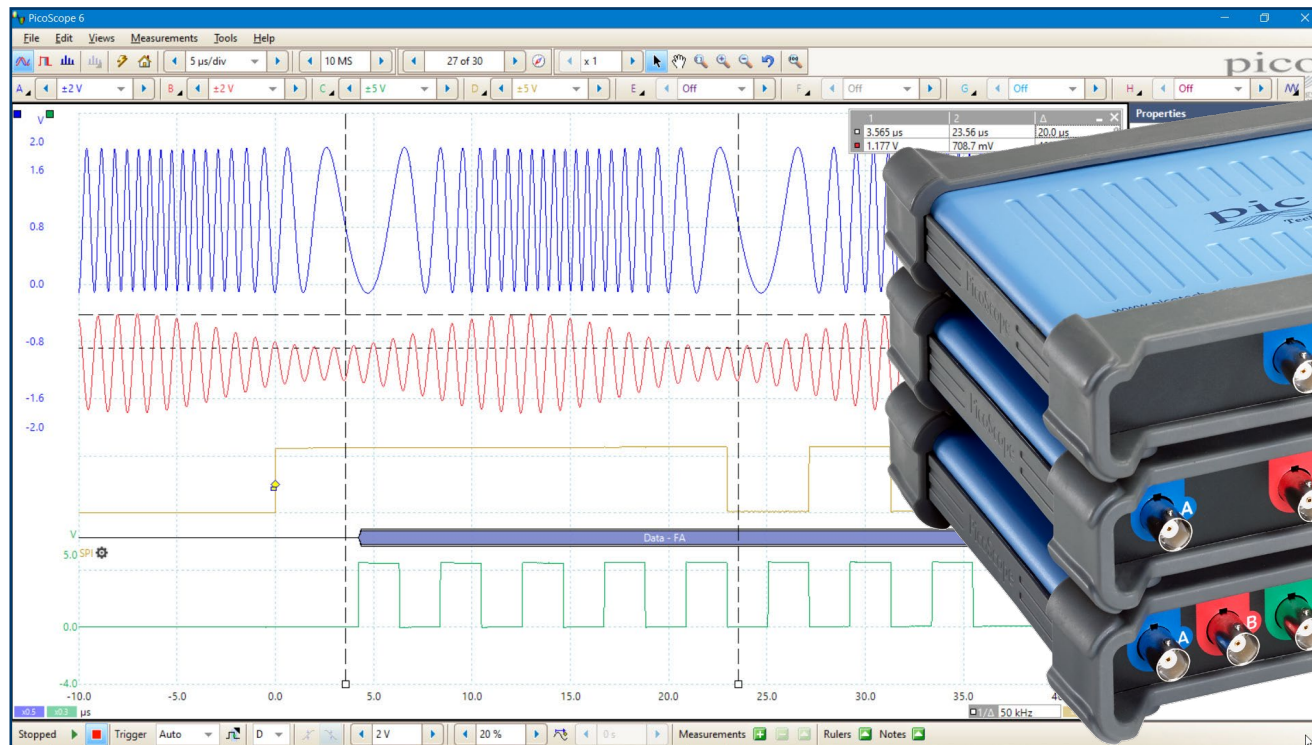 PicoScope 6
File Edit Views Measurements Tools Help
5 µs/div 10 MS 27 of 30 x 1
pico
A ±2 V B ±2 V C ±5 V D ±5 V E Off F Off G Off H Off
Properties
1 2 Δ
3.565 µs 23.56 µs 20.0 µs
1.177 V 708.7 mV
V
2.0
1.6
0.8
0.0
-0.8
-1.6
-2.0
V
5.0 SPI
Data - FA
0.0
-4.0
-10.0 -5.0 0.0 5.0 10.0 15.0 20.0 25.0 30.0 35.0
x0.5 x0.3 µs
1/Δ 50 kHz
Stopped Trigger Auto D 2 V 20 % 0 s Measurements Rulers Notes
PicoScope
PicoScope
PicoScope
A
A B